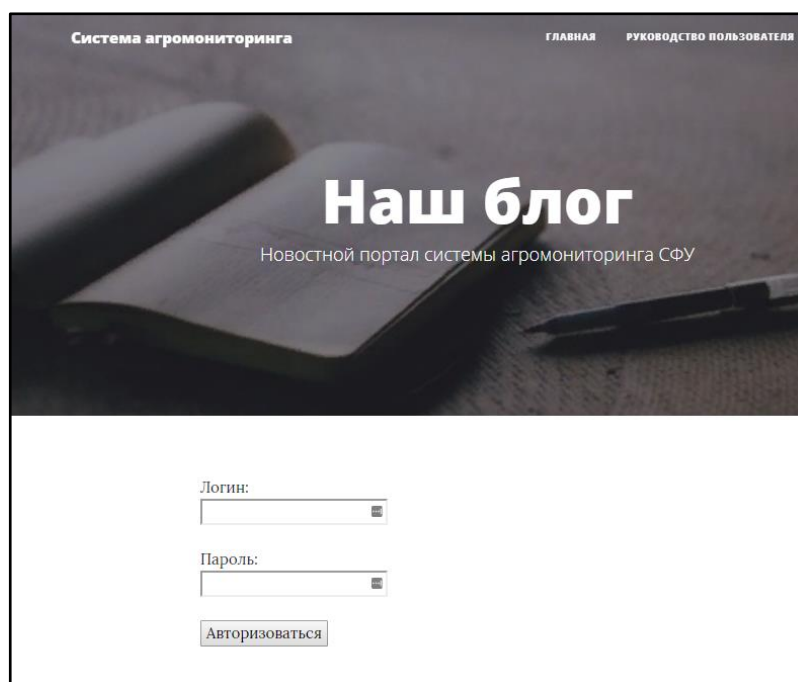 Система агромониторинга
ГЛАВНАЯ РУКОВОДСТВО ПОЛЬЗОВАТЕЛЯ
Наш блог
Новостной портал системы агромониторинга СФУ
Логин:
Пароль:
Авторизоваться